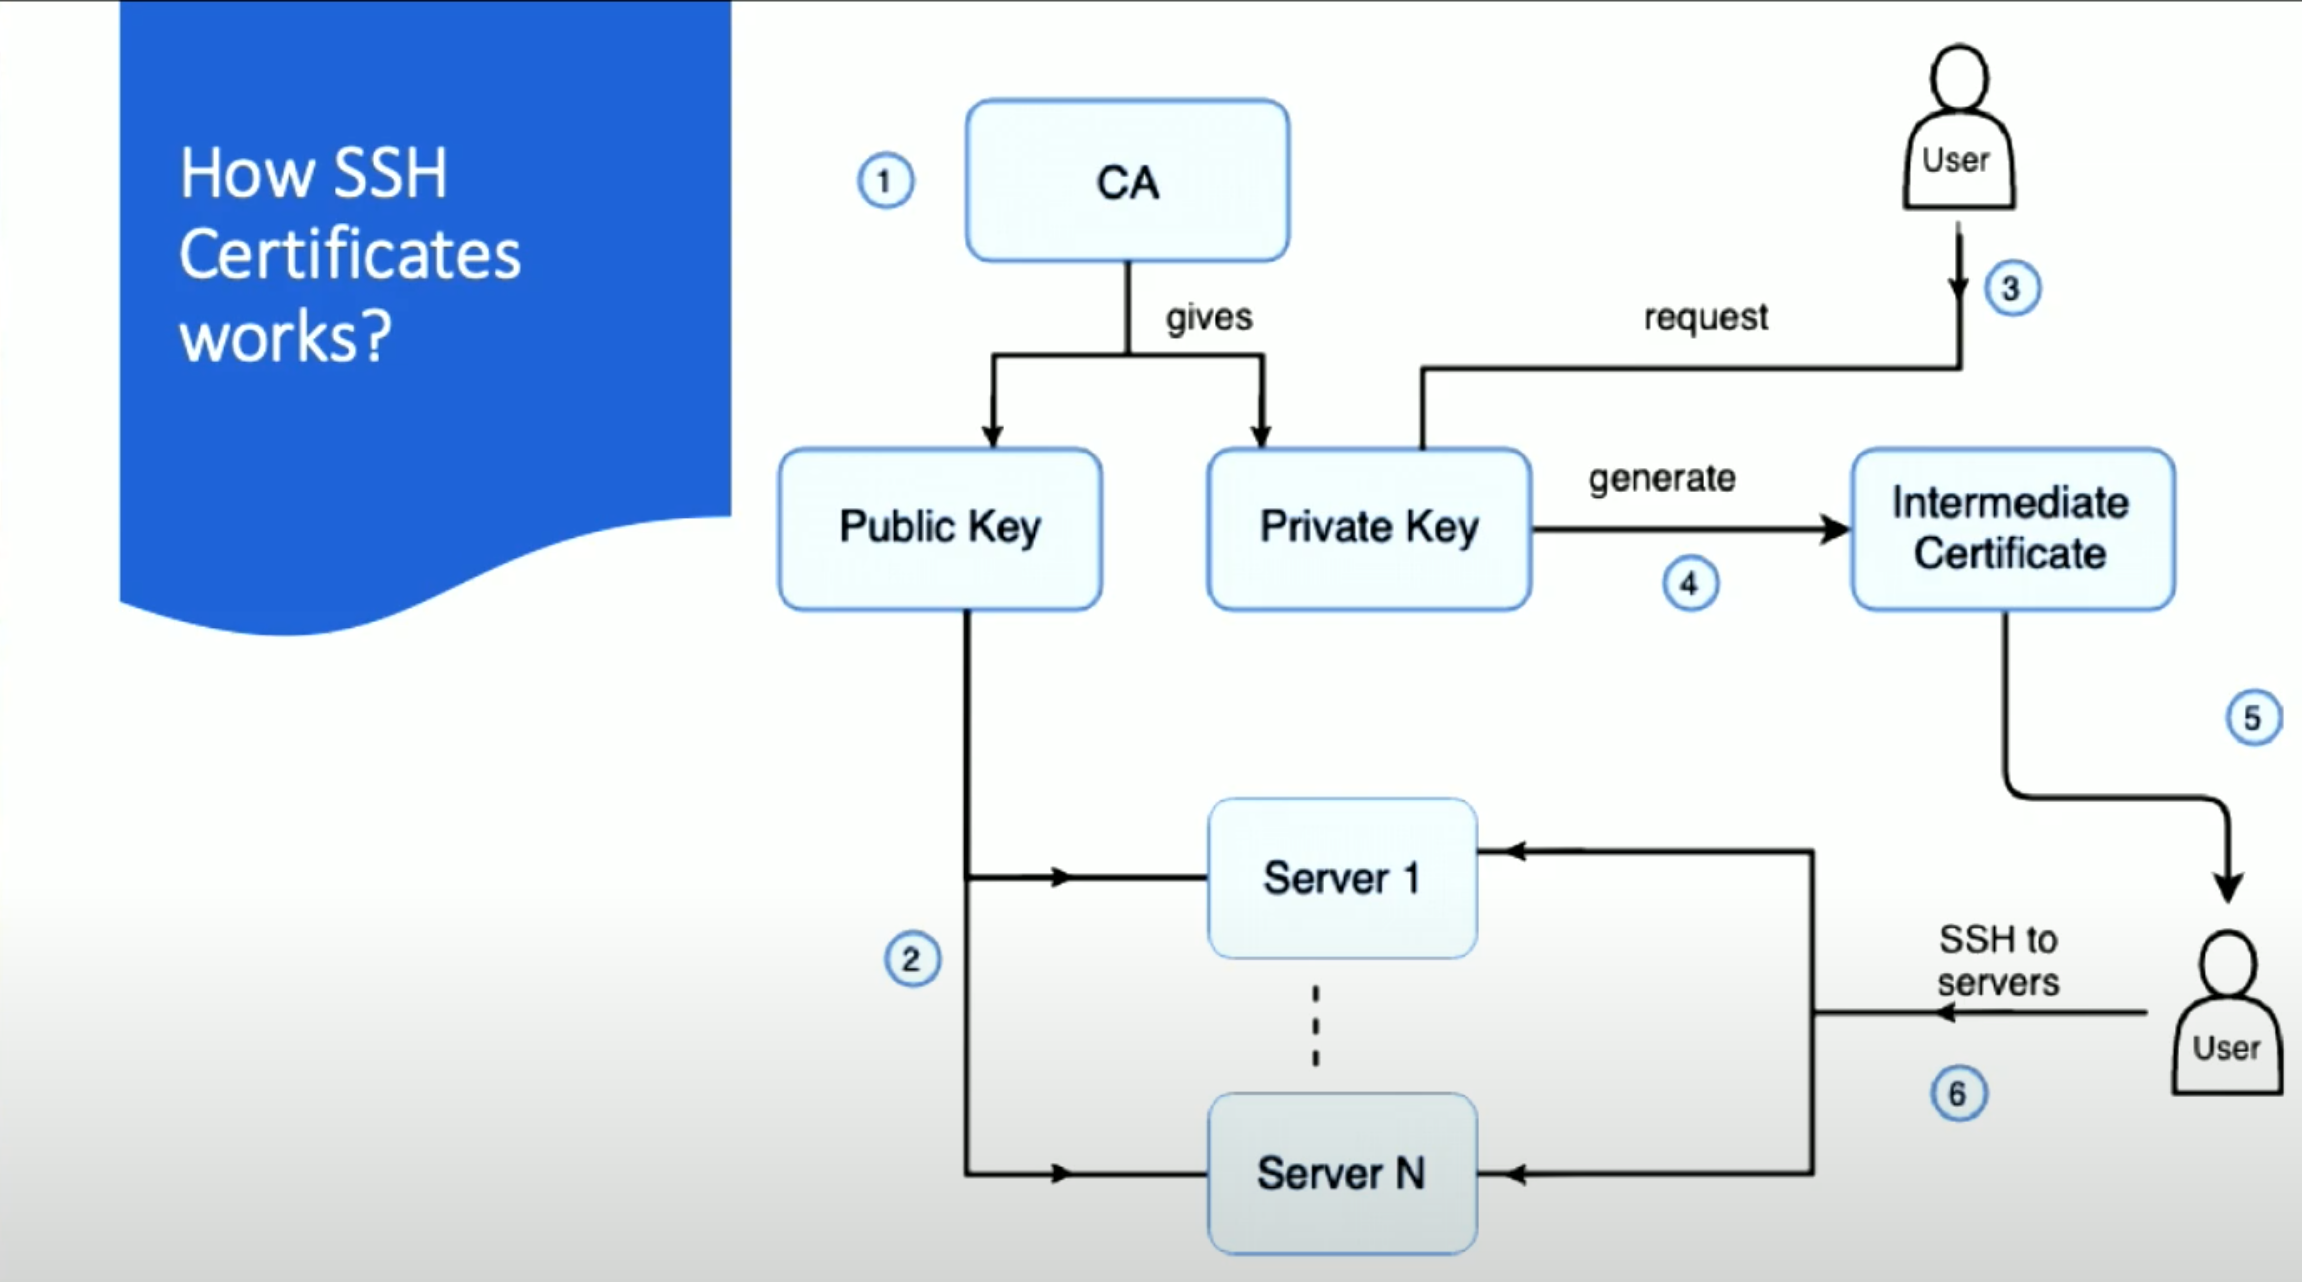 How SSH
Certificates
works?
1
CA
User
gives
request
3
Public Key
Private Key
generate
4
Intermediate
Certificate
5
Server 1
2
SSH to
servers
User
6
Server N